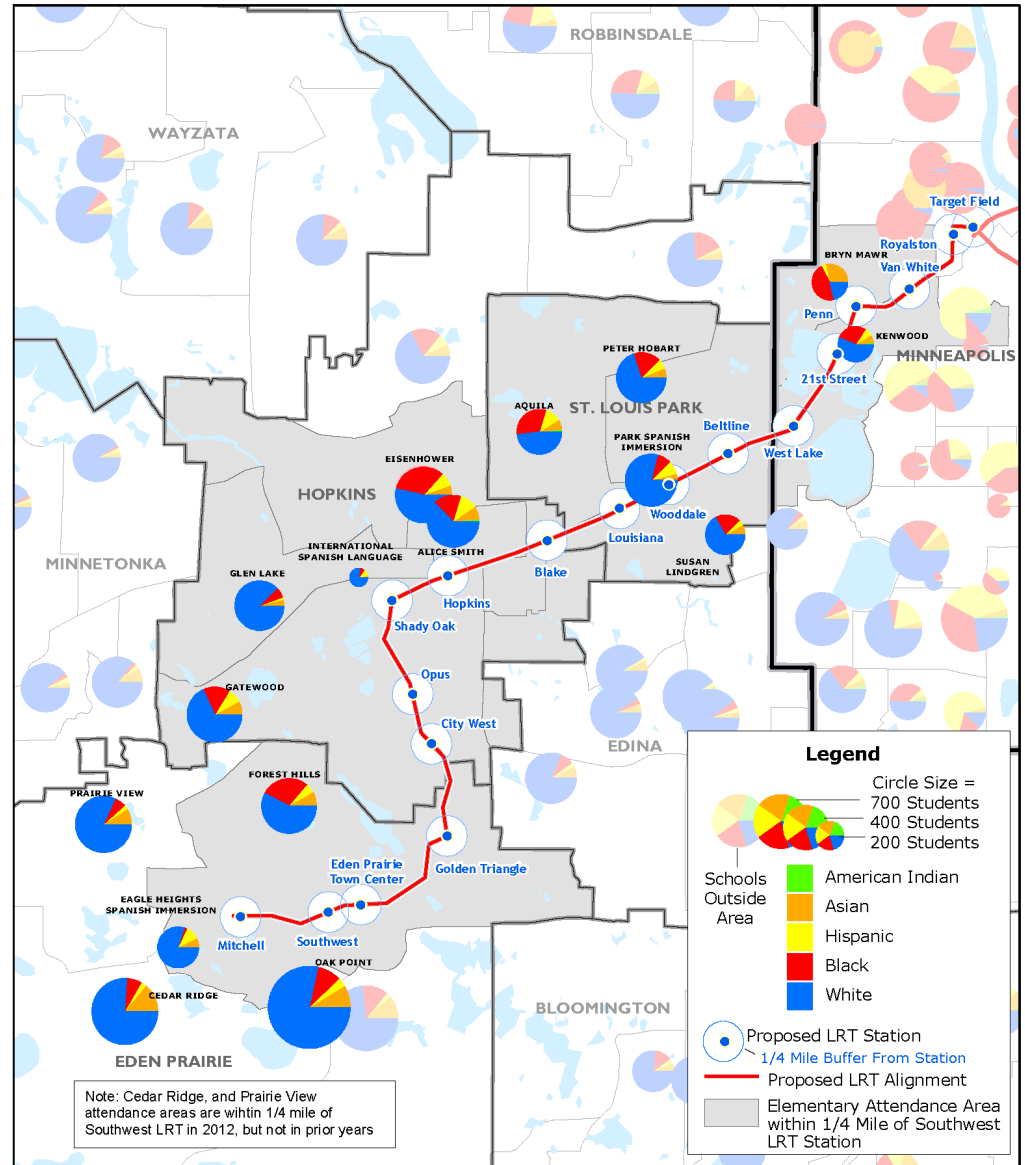 ROBBINSDALE
WAYZATA
Target Field
Royalston
BRYN MAWR
Van White
Penn
KENWOOD
MINNEAPOLIS
PETER HOBART
21st Street
AQUILA
ST. LOUIS PARK
Beltline
PARK SPANISH
IMMERSION
West Lake
EISENHOWER
HOPKINS
Wooddale
Louisiana
INTERNATIONAL
SPANISH LANGUAGE
ALICE SMITH
MINNETONKA
GLEN LAKE
Blake
SUSAN
LINDGREN
Hopkins
Shady Oak
Opus
GATEWOOD
City West
EDINA
FOREST HILLS
PRAIRIE VIEW
Golden Triangle
Eden Prairie
Town Center
EAGLE HEIGHTS
SPANISH IMMERSION
Mitchell
Southwest
OAK POINT
CEDAR RIDGE
BLOOMINGTON
EDEN PRAIRIE
Note: Cedar Ridge, and Prairie View
attendance areas are wihtin 1/4 mile of
Southwest LRT in 2012, but not in prior years
Legend
Circle Size =
700 Students
400 Students
200 Students
Schools
Outside
Area
American Indian
Asian
Hispanic
Black
White
Proposed LRT Station
1/4 Mile Buffer From Station
Proposed LRT Alignment
Elementary Attendance Area
within 1/4 Mile of Southwest
LRT Station